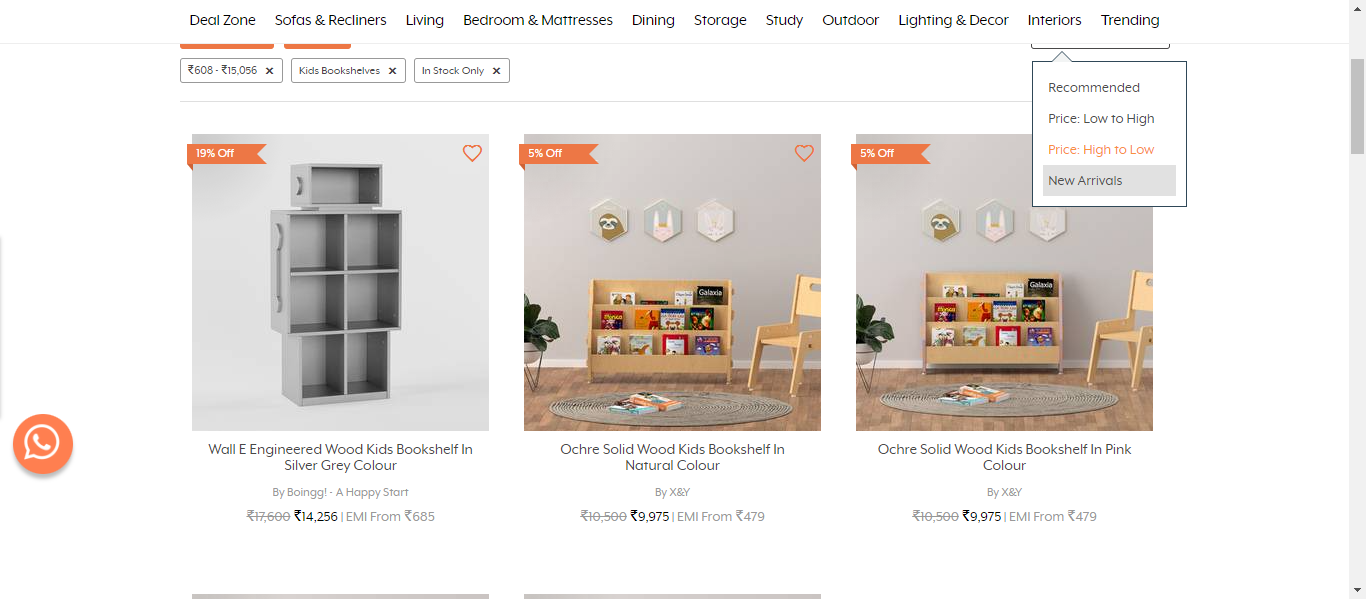 Deal Zone Sofas & Recliners Living Bedroom & Mattresses Dining Storage Study Outdoor Lighting & Decor Interiors Trending
₹608 - ₹15,056 × Kids Bookshelves × In Stock Only ×
Recommended
Price: Low to High
Price: High to Low
New Arrivals
19% Off
5% Off
5% Off
Galaxia
Galaxia
Wall E Engineered Wood Kids Bookshelf In
Silver Grey Colour
By Boingg! - A Happy Start
₹17,600 ₹14,256 | EMI From ₹685
Ochre Solid Wood Kids Bookshelf In
Natural Colour
By X&Y
₹10,500 ₹9,975 | EMI From ₹479
Ochre Solid Wood Kids Bookshelf In Pink
Colour
By X&Y
₹10,500 ₹9,975 | EMI From ₹479